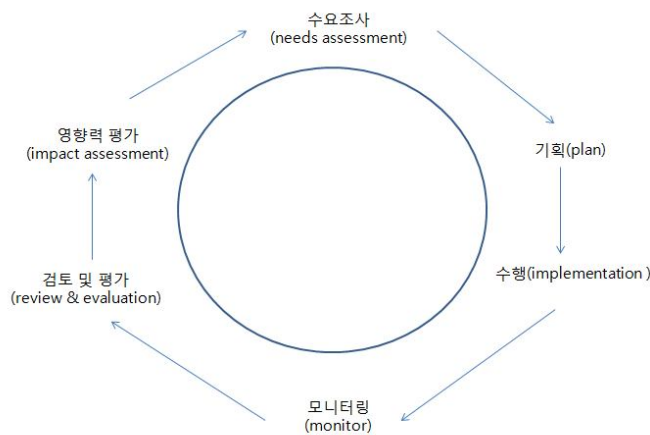 수요조사
(needs assessment)
기획(plan)
수행(implementation )
모니터링
(monitor)
검토 및 평가
(review & evaluation)
영향력 평가
(impact assessment)